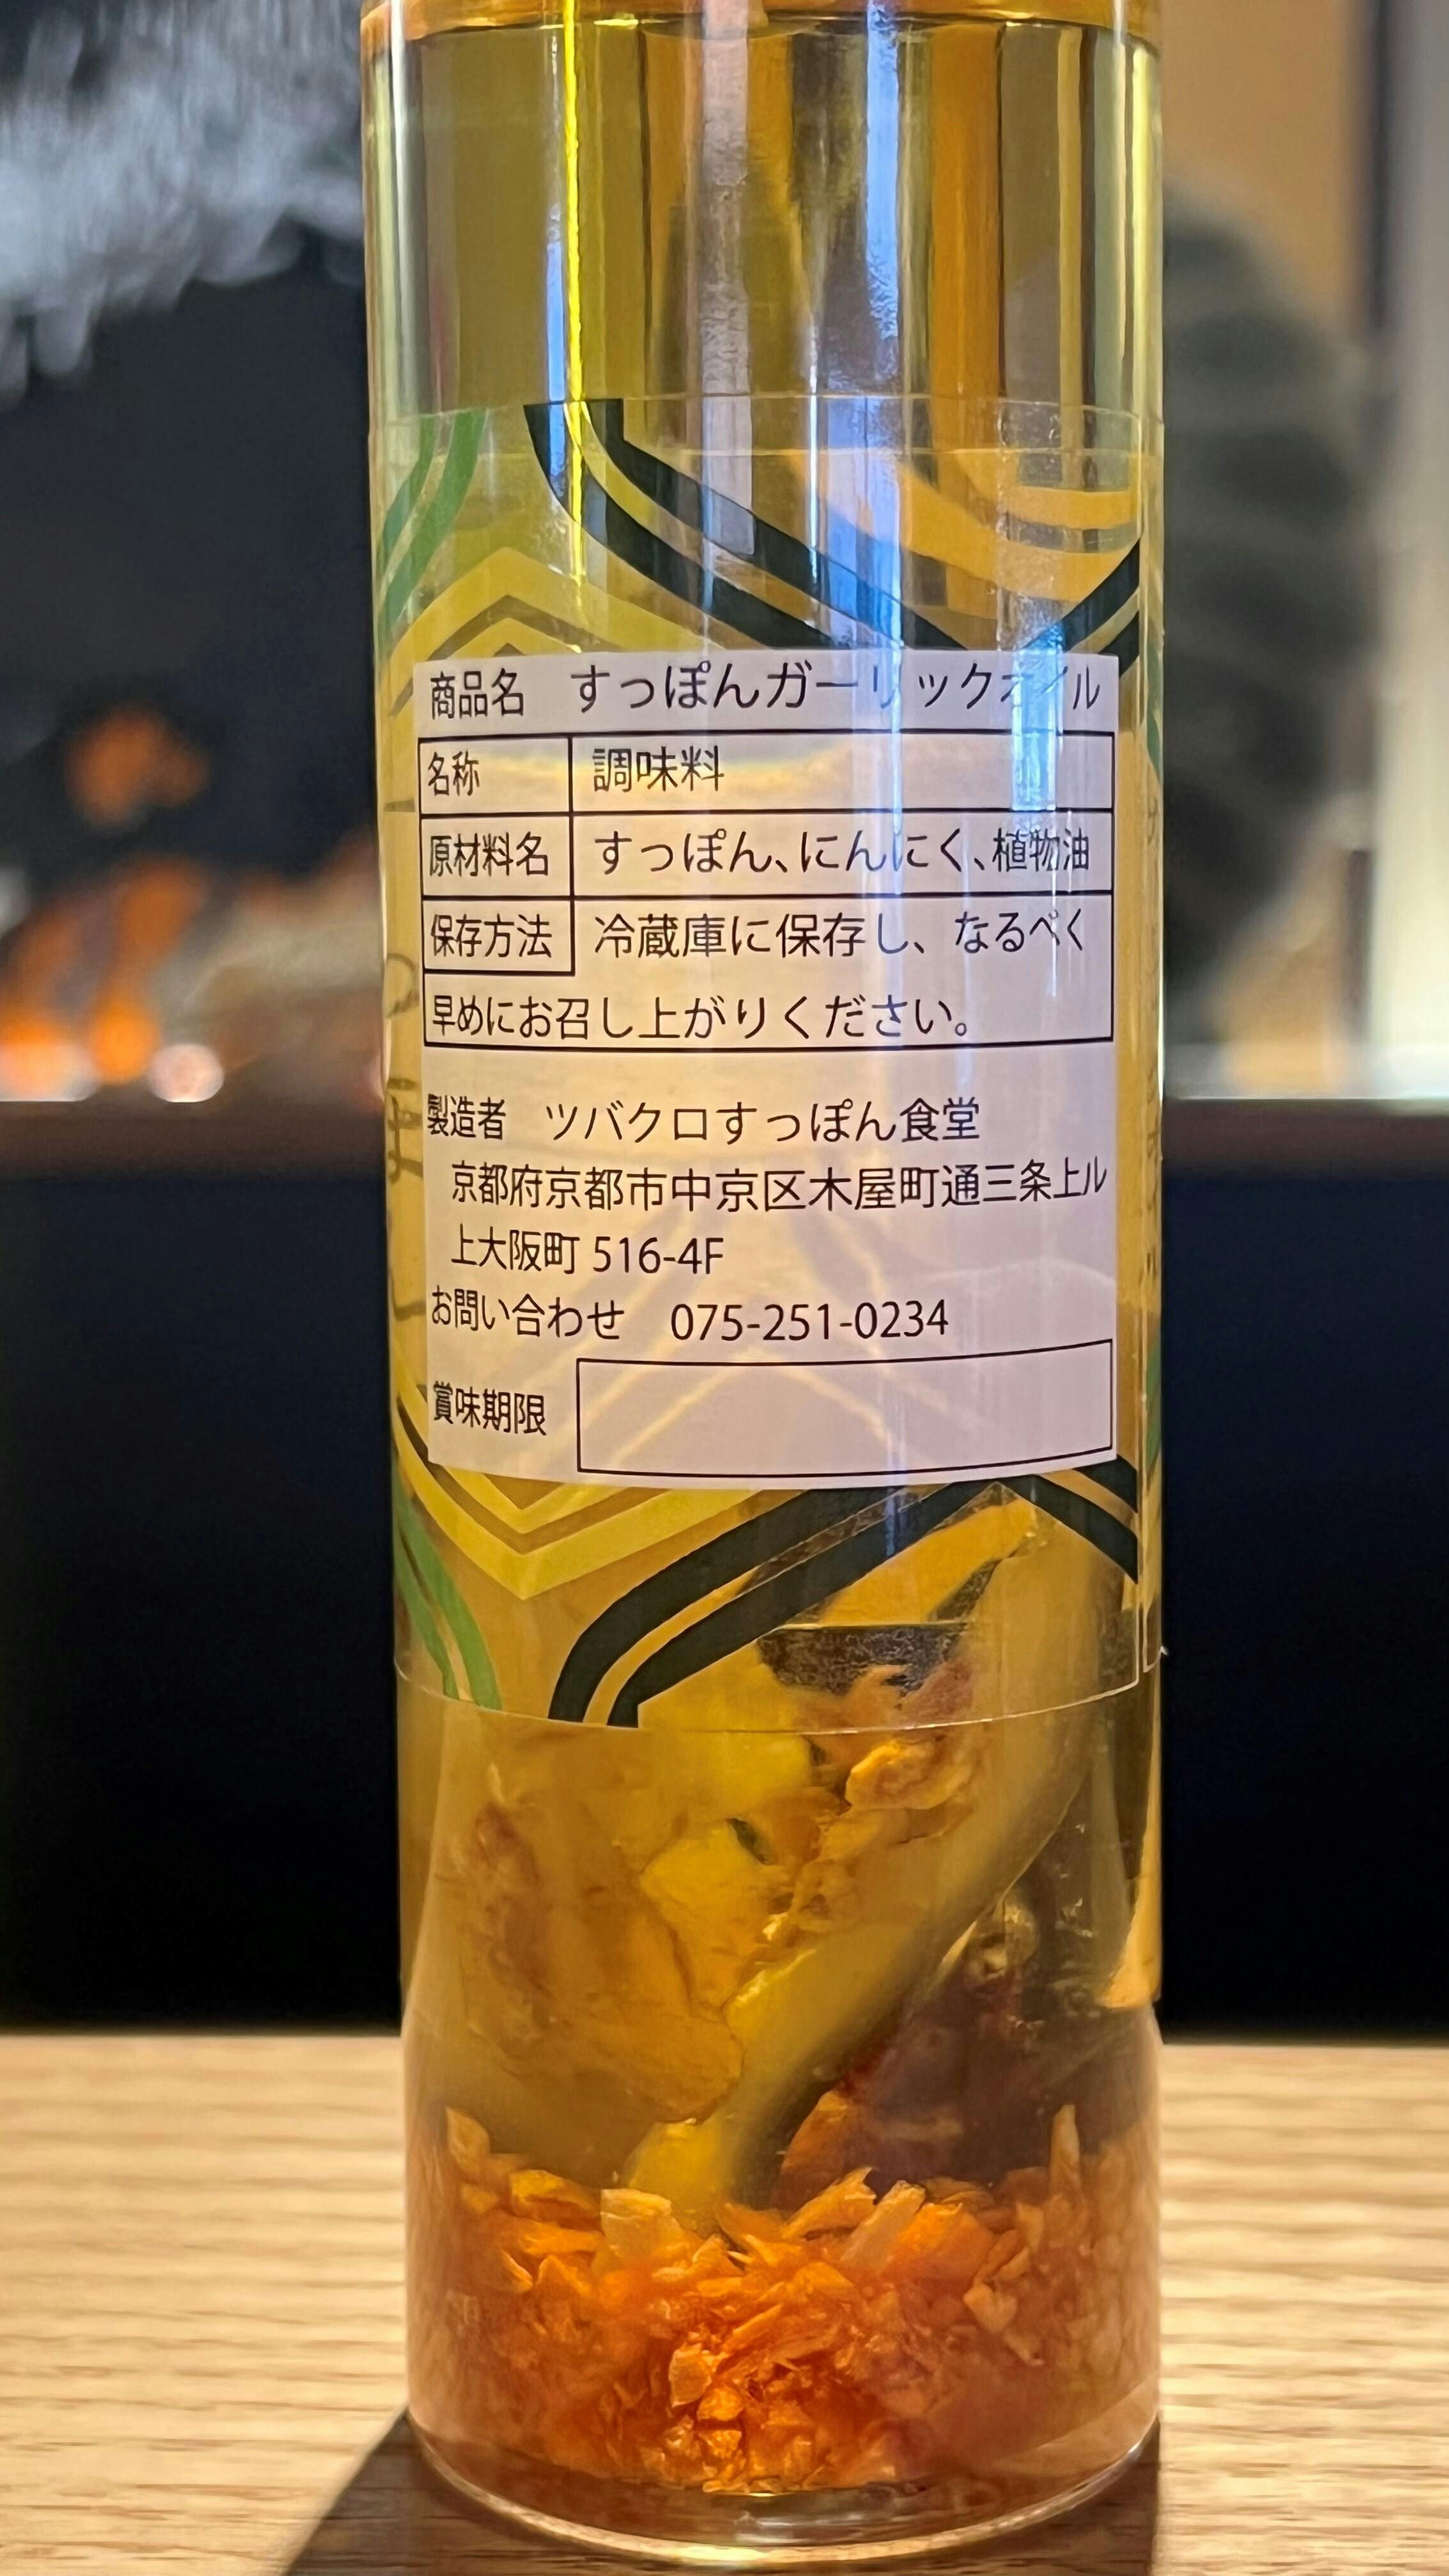 商品名 すっぽんガーリックオイル
名称 調味料
原材料名 すっぽん、にんにく、植物油
保存方法 冷蔵庫に保存し、なるべく
早めにお召し上がりください。
製造者 ツバクロすっぽん食堂
京都府京都市中京区木屋町通三条上ル
上大阪町 516-4F
お問い合わせ 075-251-0234
賞味期限